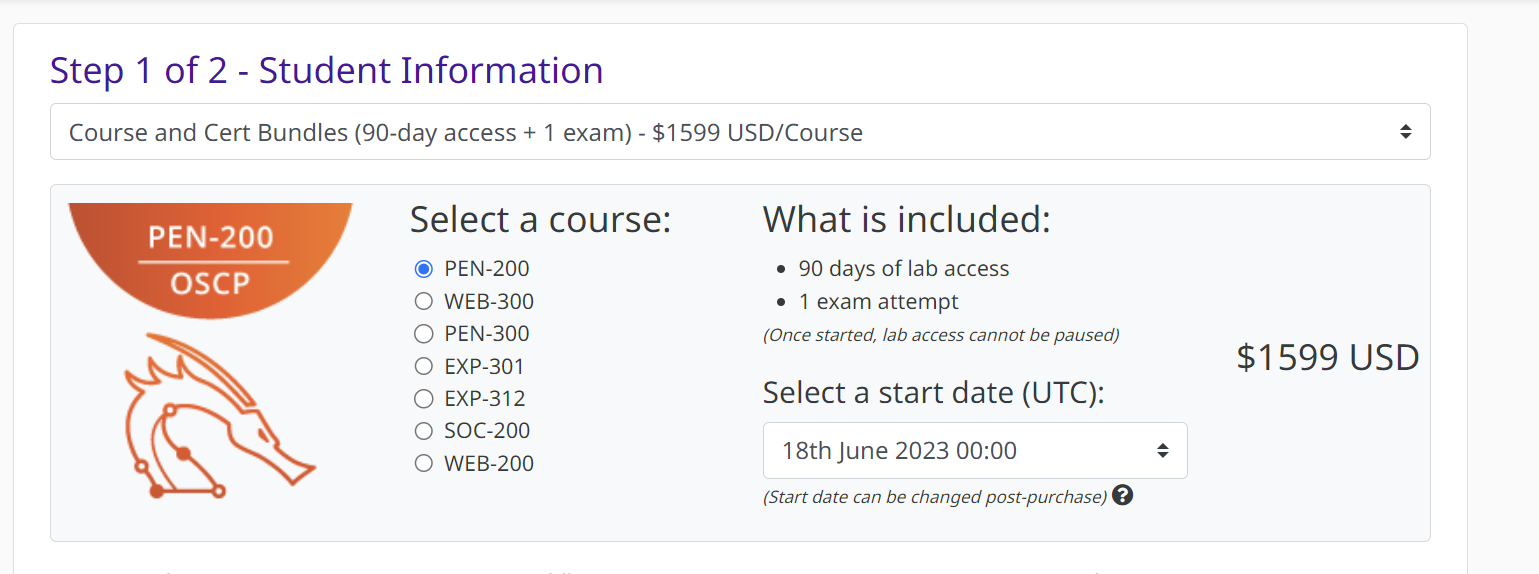 Step 1 of 2 - Student Information
Course and Cert Bundles (90-day access + 1 exam) - $1599 USD/Course
PEN-200
OSCP
Select a course:
PEN-200
WEB-300
PEN-300
EXP-301
EXP-312
SOC-200
WEB-200
What is included:
90 days of lab access
1 exam attempt
(Once started, lab access cannot be paused)
Select a start date (UTC):
18th June 2023 00:00
(Start date can be changed post-purchase) ?
$1599 USD